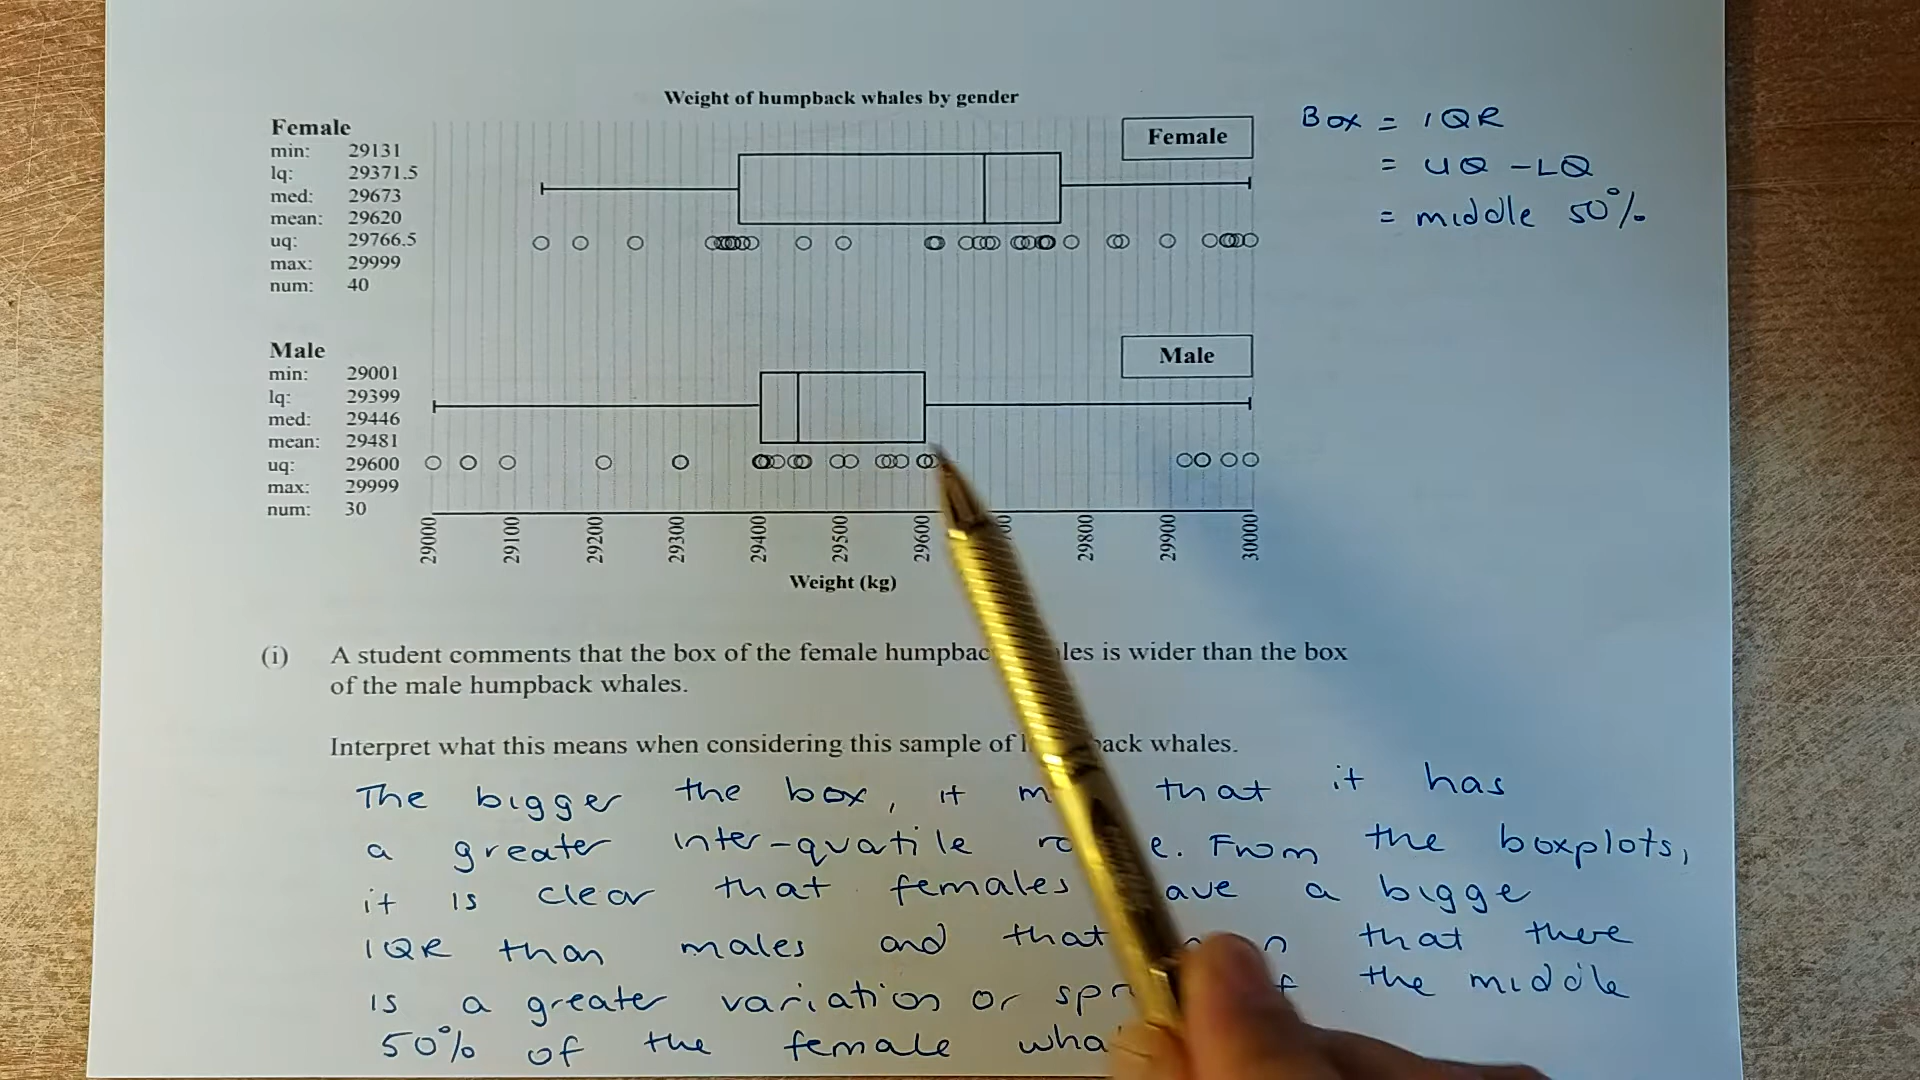 Weight of humpback whales by gender
Female
min: 29131
lq: 29371.5
med: 29673
mean: 29620
uq: 29766.5
max: 29999
num: 40
Female
Box = IQR
= UQ - LQ
= middle 50%
Male
min: 29001
lq: 29399
med: 29446
mean: 29481
uq: 29600
max: 29999
num: 30
Male
29000 29100 29200 29300 29400 29500 29600 29800 29900 30000
Weight (kg)
(i) A student comments that the box of the female is wider than the box
of the male humpback whales.
Interpret what this means when considering this sample of whales.
The bigger the box, it that it has
a greater inter-quatile From the boxplots,
it is clear that females a bigge
IQR than males and that that there
is a greater variation or the middle
50% of the female